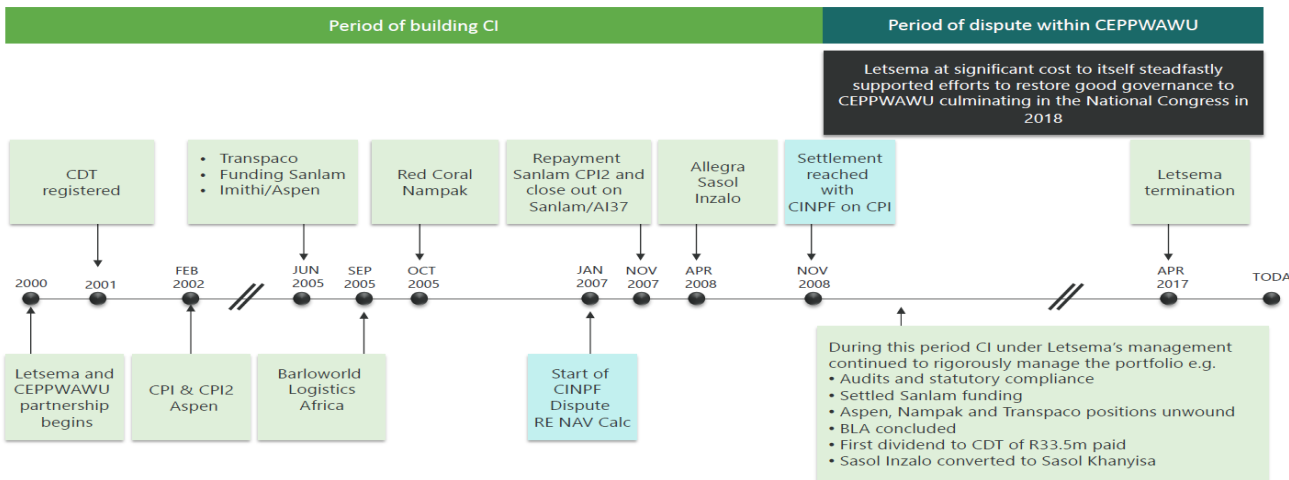 Period of building CI
Period of dispute within CEPPWAWU
Letsema at significant cost to itself steadfastly
supported efforts to restore good governance to
CEPPWAWU culminating in the National Congress in
2018
CDT
registered
• Transpaco
• Funding Sanlam
• Imithi/Aspen
Red Coral
Nampak
Repayment
Sanlam CPI2 and
close out on
Sanlam/AI37
Allegra
Sasol
Inzalo
Settlement
reached
with
CINPF on CPI
Letsema
termination
2000
2001
FEB
2002
JUN
2005
SEP
2005
OCT
2005
JAN
2007
NOV
2007
APR
2008
NOV
2008
APR
2017
TODA
Letsema and
CEPPWAWU
partnership
begins
CPI & CPI2
Aspen
Barloworld
Logistics
Africa
Start of
CINPF
Dispute
RE NAV Calc
During this period CI under Letsema's management
continued to rigorously manage the portfolio e.g.
• Audits and statutory compliance
• Settled Sanlam funding
• Aspen, Nampak and Transpaco positions unwound
• BLA concluded
• First dividend to CDT of R33.5m paid
• Sasol Inzalo converted to Sasol Khanyisa